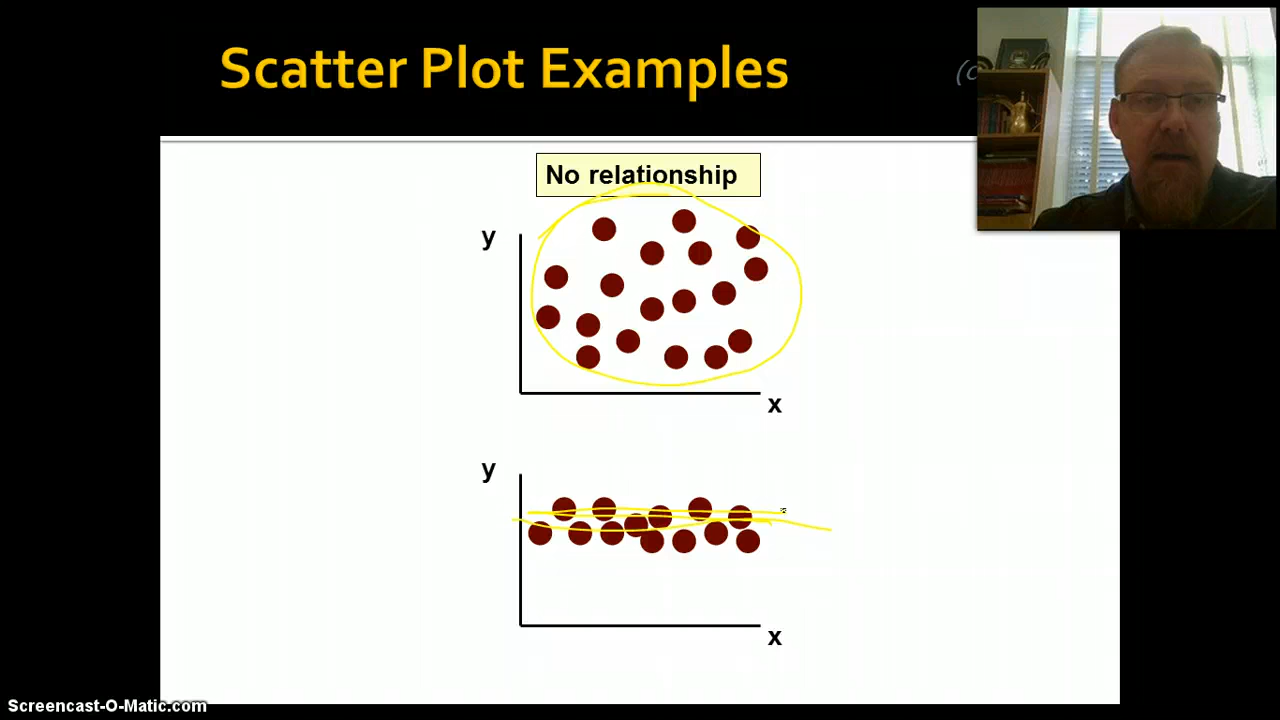 Scatter Plot Examples
(c
No relationship
y
x
y
x
Screencast-O-Matic.com